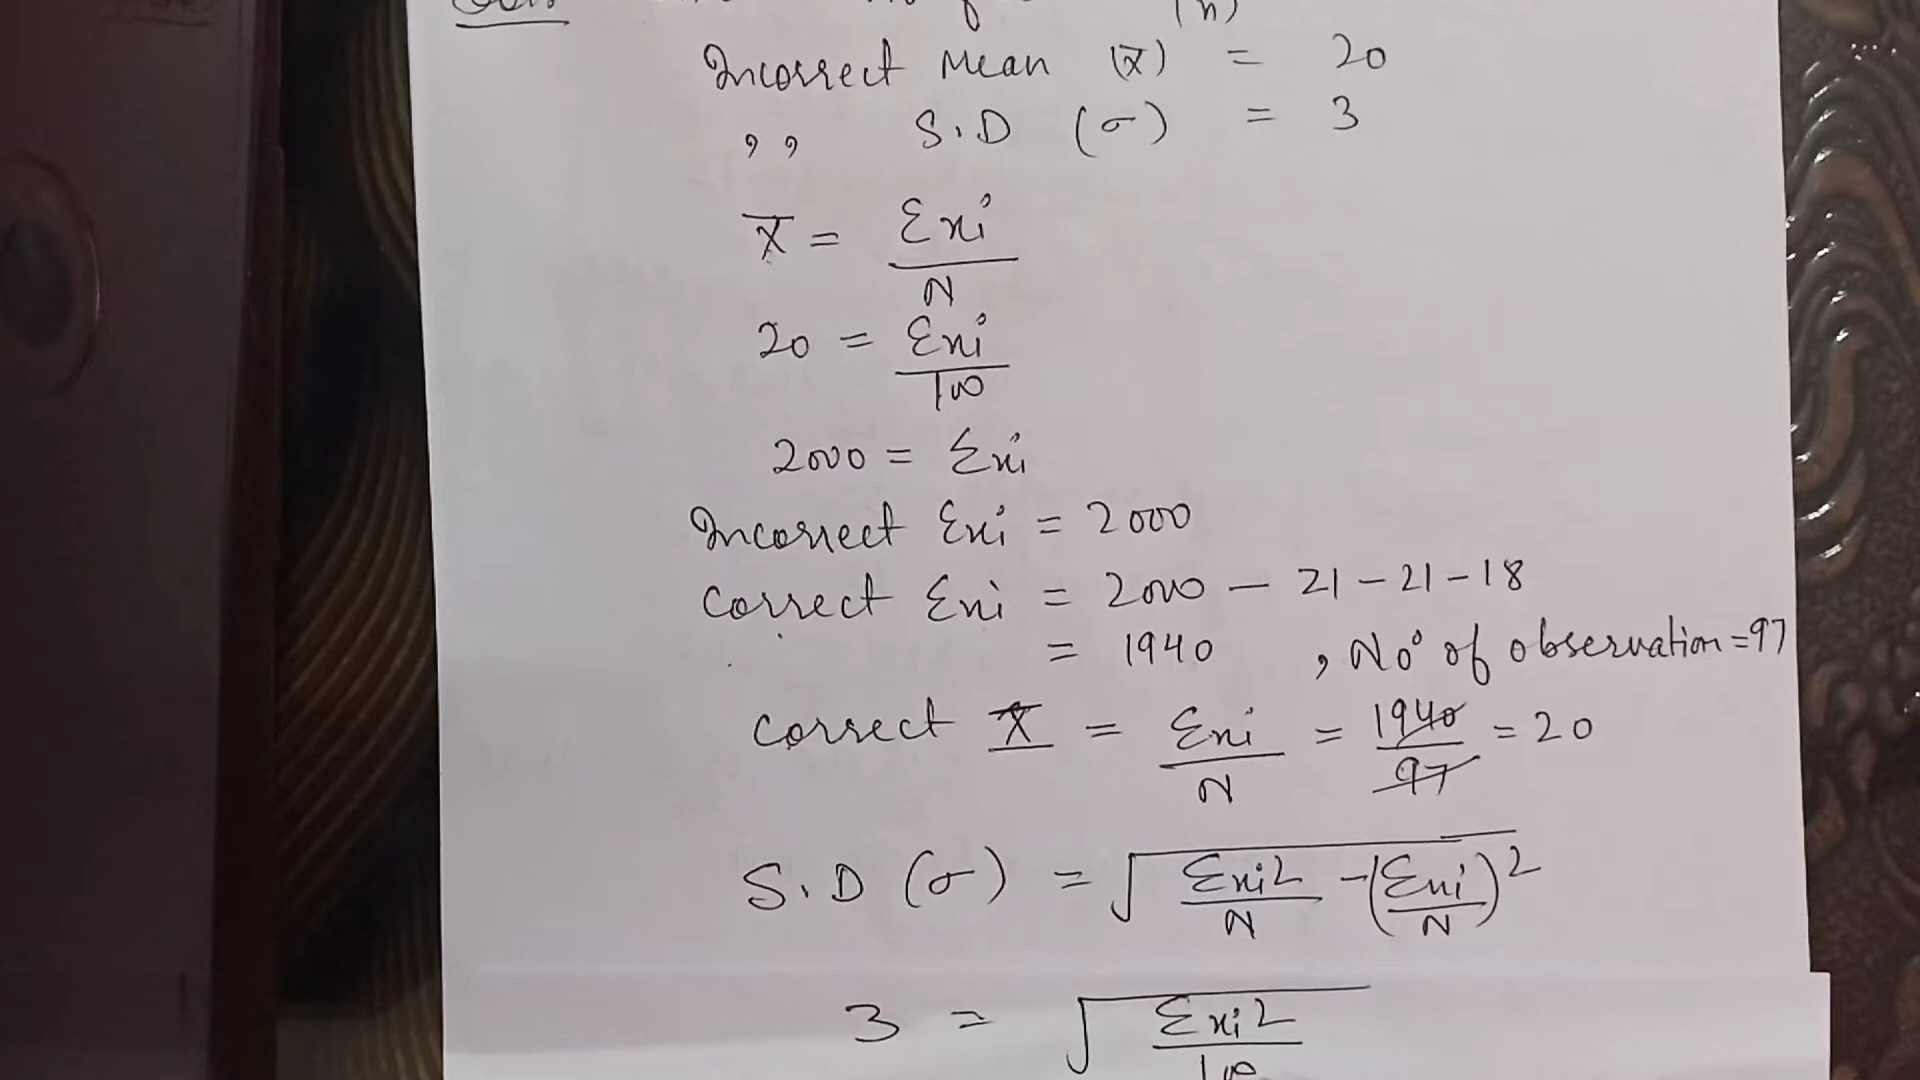 (n)
Incorrect Mean (x̄) = 20
,, S.D (σ) = 3
X̄ = Σxi
N
20 = Σxi
100
2000 = Σxi
Incorrect Σxi = 2000
Correct Σxi = 2000 - 21 - 21 - 18
= 1940 , No of observation = 97
Correct X̄ = Σxi/N = 1940/97 = 20
S.D (σ) = √(Σxi²/N - (Σxi/N)²)
3 = √Σxi²
100